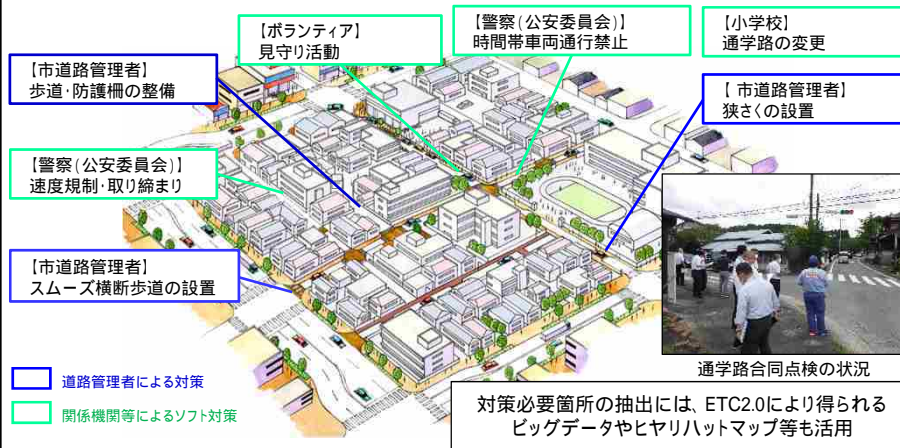 【ボランティア】
見守り活動
【警察(公安委員会)】
時間帯車両通行禁止
【小学校】
通学路の変更
【市道路管理者】
歩道・防護柵の整備
【 市道路管理者】
狭さくの設置
【警察(公安委員会)】
速度規制・取り締まり
【市道路管理者】
スムーズ横断歩道の設置
道路管理者による対策
関係機関等によるソフト対策
通学路合同点検の状況
対策必要箇所の抽出には、ETC2.0により得られる
ビッグデータやヒヤリハットマップ等も活用